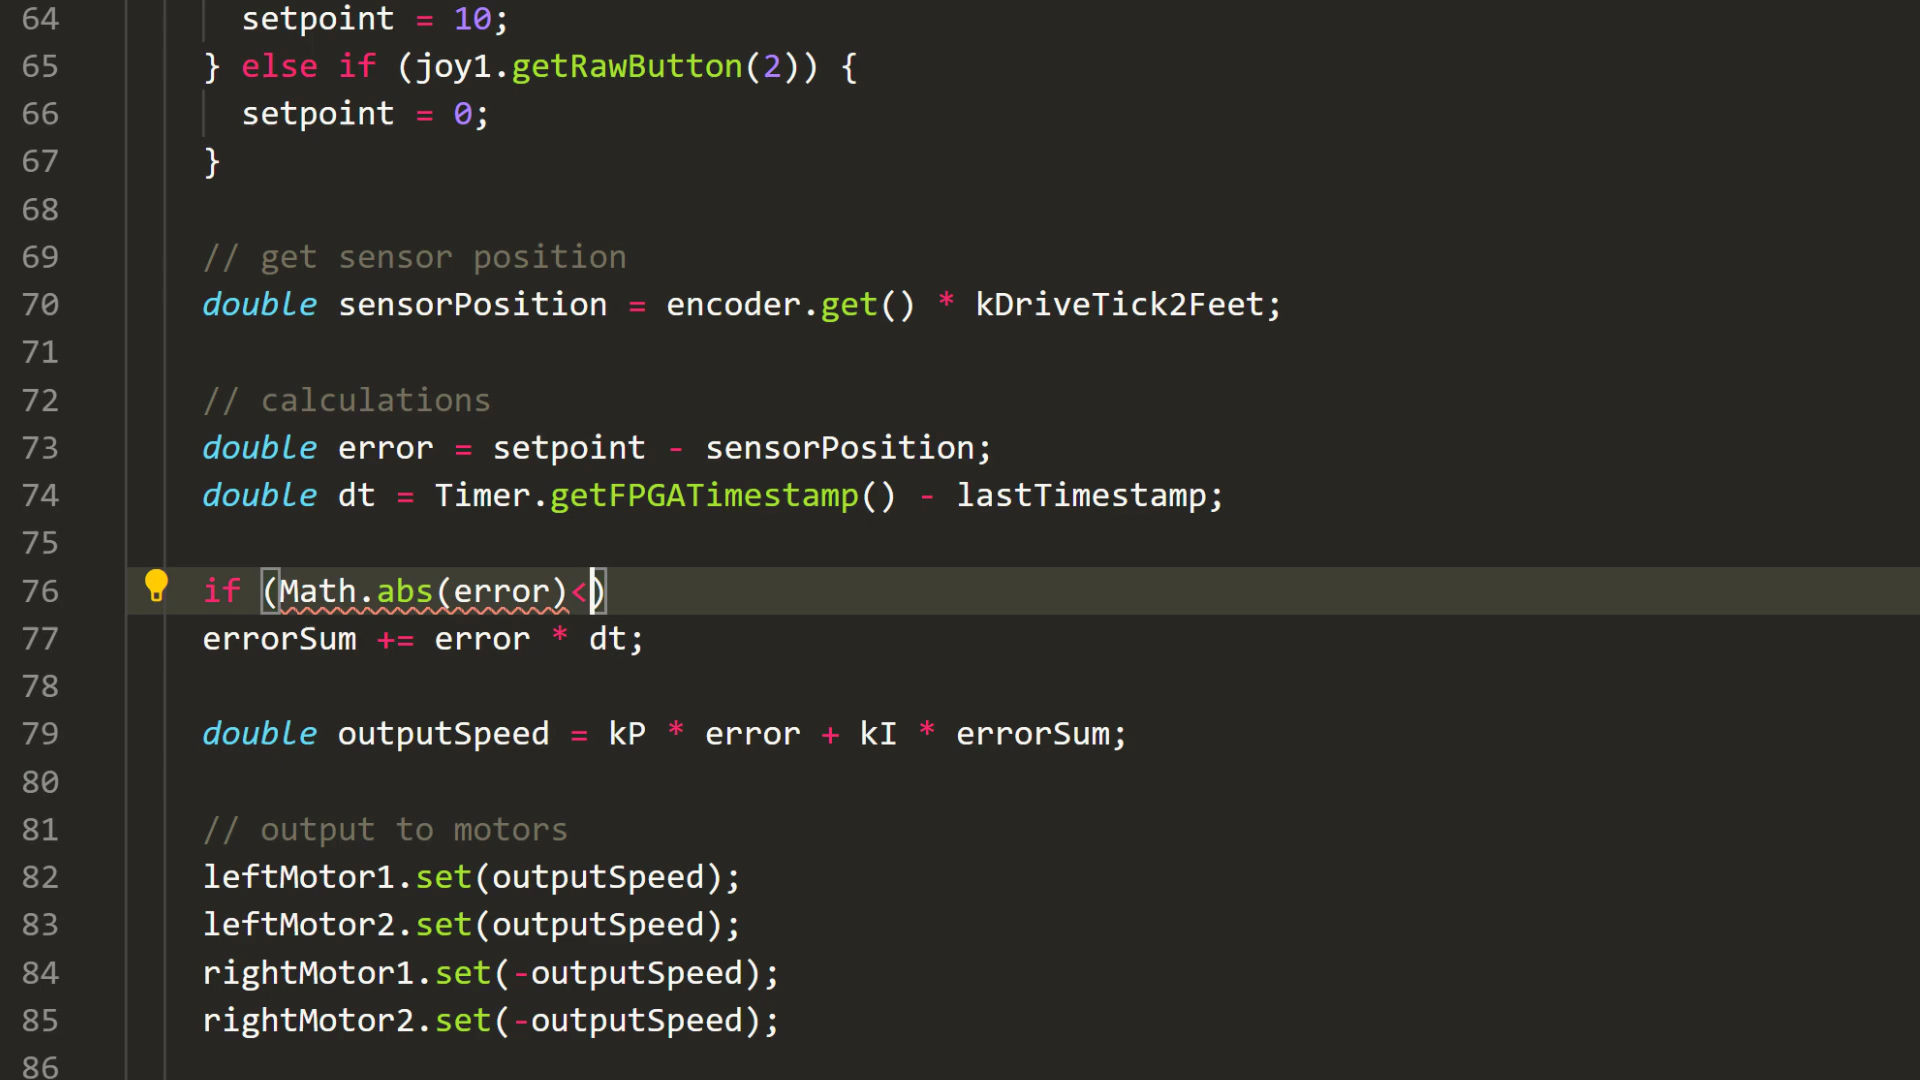 64 setpoint = 10;
65 } else if (joy1.getRawButton(2)) {
66 setpoint = 0;
67 }
68
69 // get sensor position
70 double sensorPosition = encoder.get() * kDriveTick2Feet;
71
72 // calculations
73 double error = setpoint - sensorPosition;
74 double dt = Timer.getFPGATimestamp() - lastTimestamp;
75
76 if (Math.abs(error)<)
77 errorSum += error * dt;
78
79 double outputSpeed = kP * error + kI * errorSum;
80
81 // output to motors
82 leftMotor1.set(outputSpeed);
83 leftMotor2.set(outputSpeed);
84 rightMotor1.set(-outputSpeed);
85 rightMotor2.set(-outputSpeed);
86